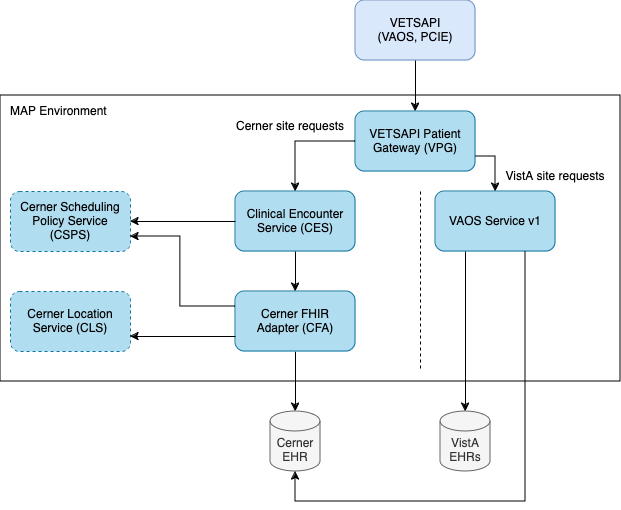 VETSAPI
(VAOS, PCIE)
MAP Environment
Cerner site requests
VETSAPI Patient
Gateway (VPG)
VistA site requests
Cerner Scheduling
Policy Service
(CSPS)
Clinical Encounter
Service (CES)
VAOS Service v1
Cerner Location
Service (CLS)
Cerner FHIR
Adapter (CFA)
Cerner
EHR
VistA
EHRs